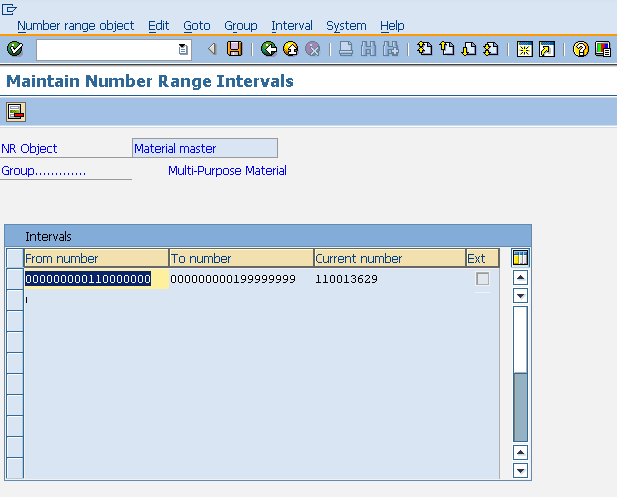 Number range object Edit Goto Group Interval System Help
Maintain Number Range Intervals
NR Object Material master
Group............. Multi-Purpose Material
Intervals
From number To number Current number Ext
000000000110000000 000000000199999999 110013629